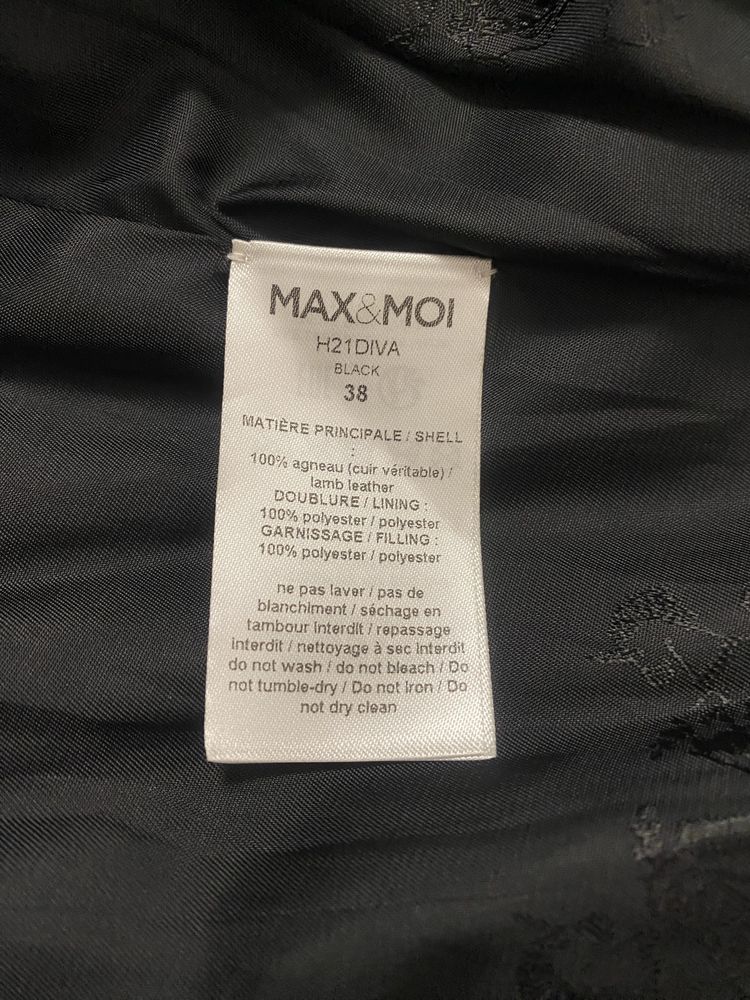 MAX&MOI
H21DIVA
BLACK
38
MATIÈRE PRINCIPALE / SHELL
:
100% agneau (cuir véritable) /
lamb leather
DOUBLURE / LINING :
100% polyester / polyester
GARNISSAGE / FILLING :
100% polyester / polyester
ne pas laver / pas de
blanchiment / séchage en
tambour interdit / repassage
interdit / nettoyage à sec interdit
do not wash / do not bleach / Do
not tumble-dry / Do not iron / Do
not dry clean